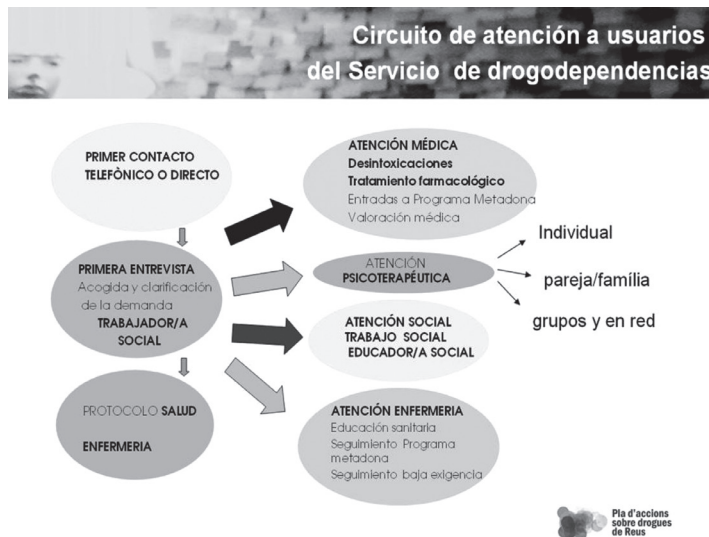 Circuito de atención a usuarios
del Servicio de drogodependencias
PRIMER CONTACTO
TELEFÒNICO O DIRECTO
PRIMERA ENTREVISTA
Acogida y clarificación
de la demanda
TRABAJADOR/A
SOCIAL
PROTOCOLO SALUD
ENFERMERIA
ATENCIÓN MÉDICA
Desintoxicaciones
Tratamiento farmacológico
Entradas a Programa Metadona
Valoración médica
ATENCIÓN
PSICOTERAPÉUTICA
ATENCIÓN SOCIAL
TRABAJO SOCIAL
EDUCADOR/A SOCIAL
ATENCIÓN ENFERMERIA
Educación sanitaria
Seguimiento Programa
metadona
Seguimiento baja exigencia
Individual
pareja/família
grupos y en red
Pla d'accions
sobre drogues
de Reus